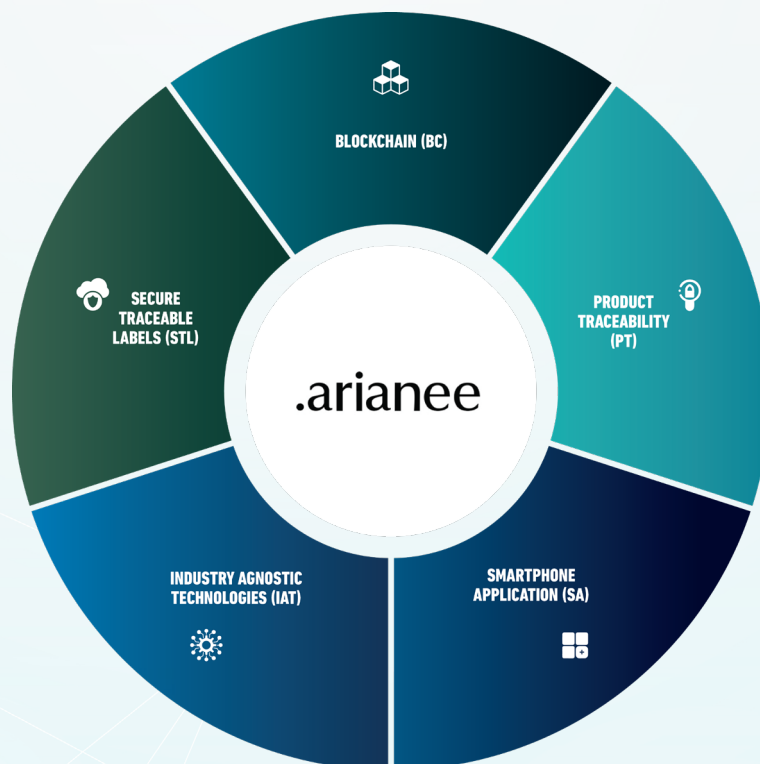 BLOCKCHAIN (BC)
SECURE
TRACEABLE
LABELS (STL)
PRODUCT
TRACEABILITY
(PT)
.arianee
INDUSTRY AGNOSTIC
TECHNOLOGIES (IAT)
SMARTPHONE
APPLICATION (SA)